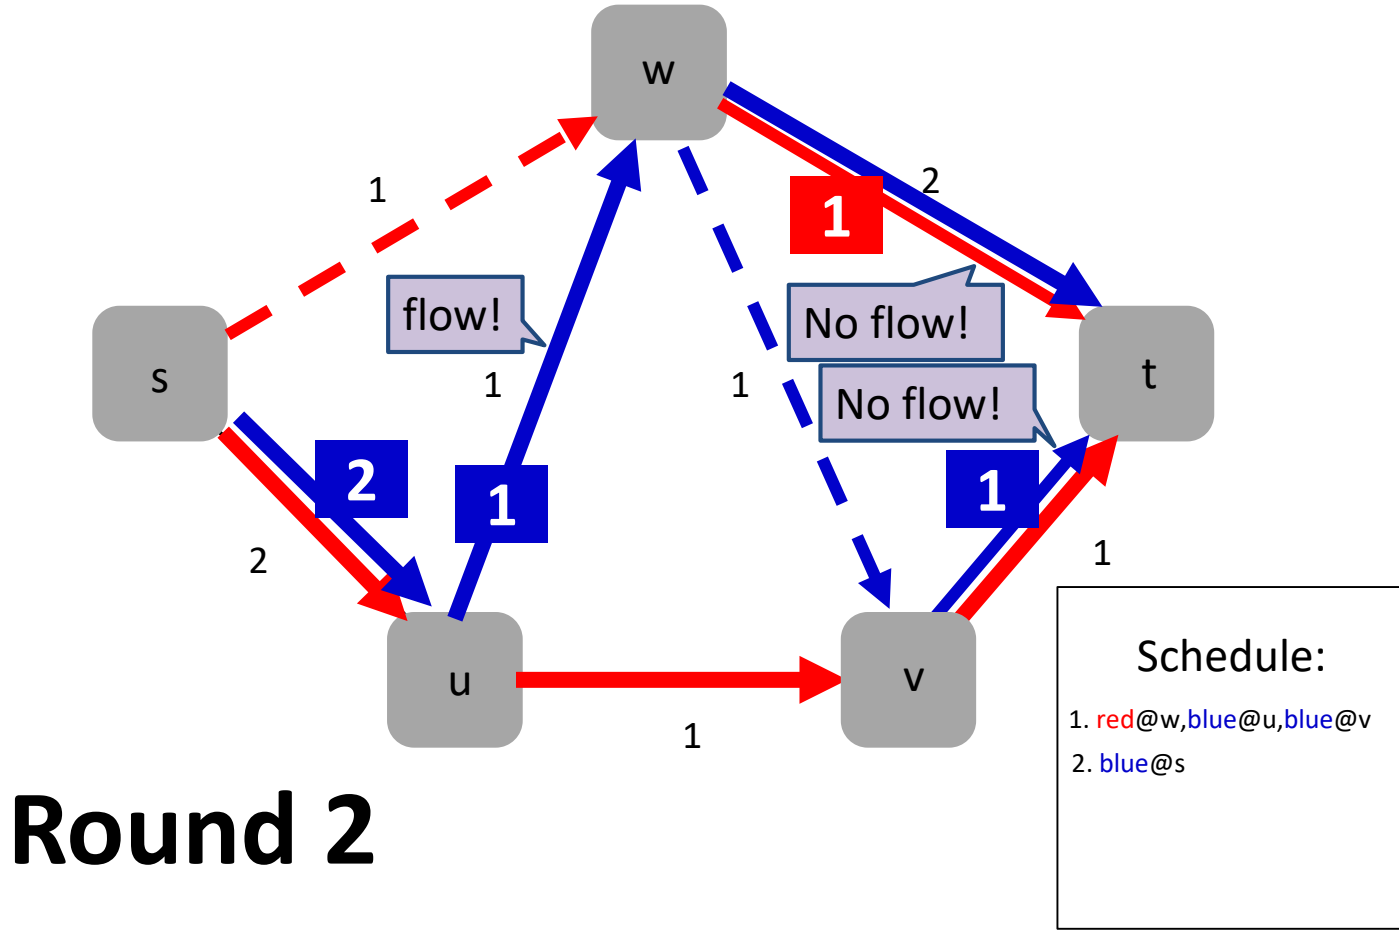 w
1
2
1
flow!
No flow!
s
t
1
1
No flow!
2
1
1
2
1
u
v
1
Schedule:
1. red@w,blue@u,blue@v
2. blue@s
Round 2